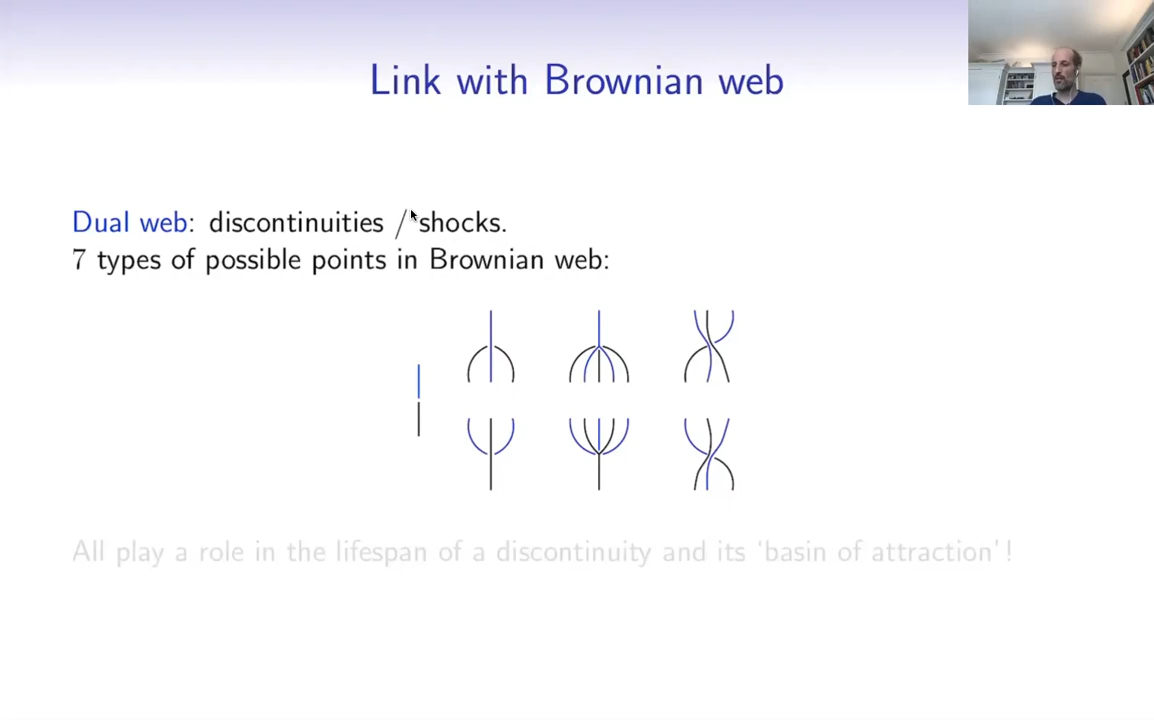 Link with Brownian web
Dual web: discontinuities / shocks.
7 types of possible points in Brownian web:
All play a role in the lifespan of a discontinuity and its ‘basin of attraction’!